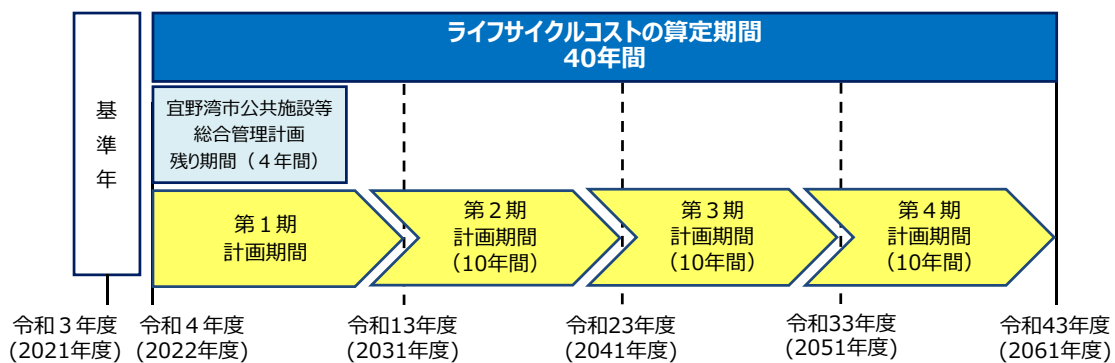 ライフサイクルコストの算定期間
40年間
基
準
年
宜野湾市公共施設等
総合管理計画
残り期間（４年間）
第１期
計画期間
第２期
計画期間
（10年間）
第３期
計画期間
（10年間）
第４期
計画期間
（10年間）
令和３年度
(2021年度)
令和４年度
(2022年度)
令和13年度
(2031年度)
令和23年度
(2041年度)
令和33年度
(2051年度)
令和43年度
(2061年度)